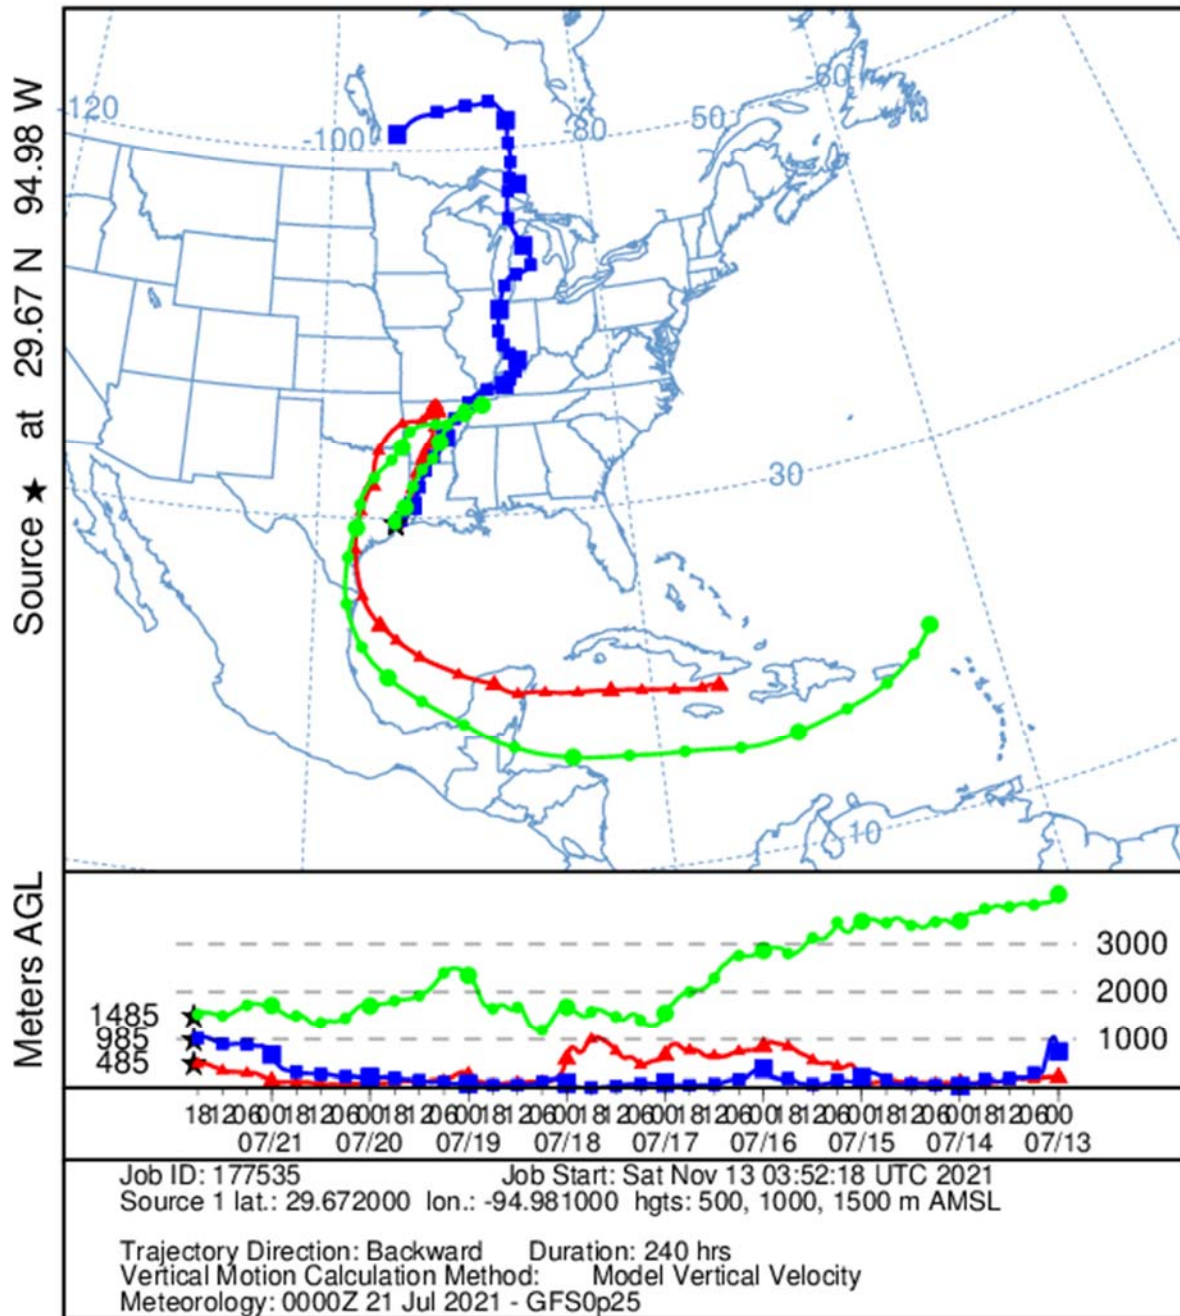 Source ★ at 29.67 N 94.98 W
-120
-100
-80
50
-60
30
10
Meters AGL
3000
2000
1000
1485
985
485
07/21 07/20 07/19 07/18 07/17 07/16 07/15 07/14 07/13
Job ID: 177535 Job Start: Sat Nov 13 03:52:18 UTC 2021
Source 1 lat.: 29.672000 lon.: -94.981000 hgts: 500, 1000, 1500 m AMSL
Trajectory Direction: Backward Duration: 240 hrs
Vertical Motion Calculation Method: Model Vertical Velocity
Meteorology: 0000Z 21 Jul 2021 - GFS0p25